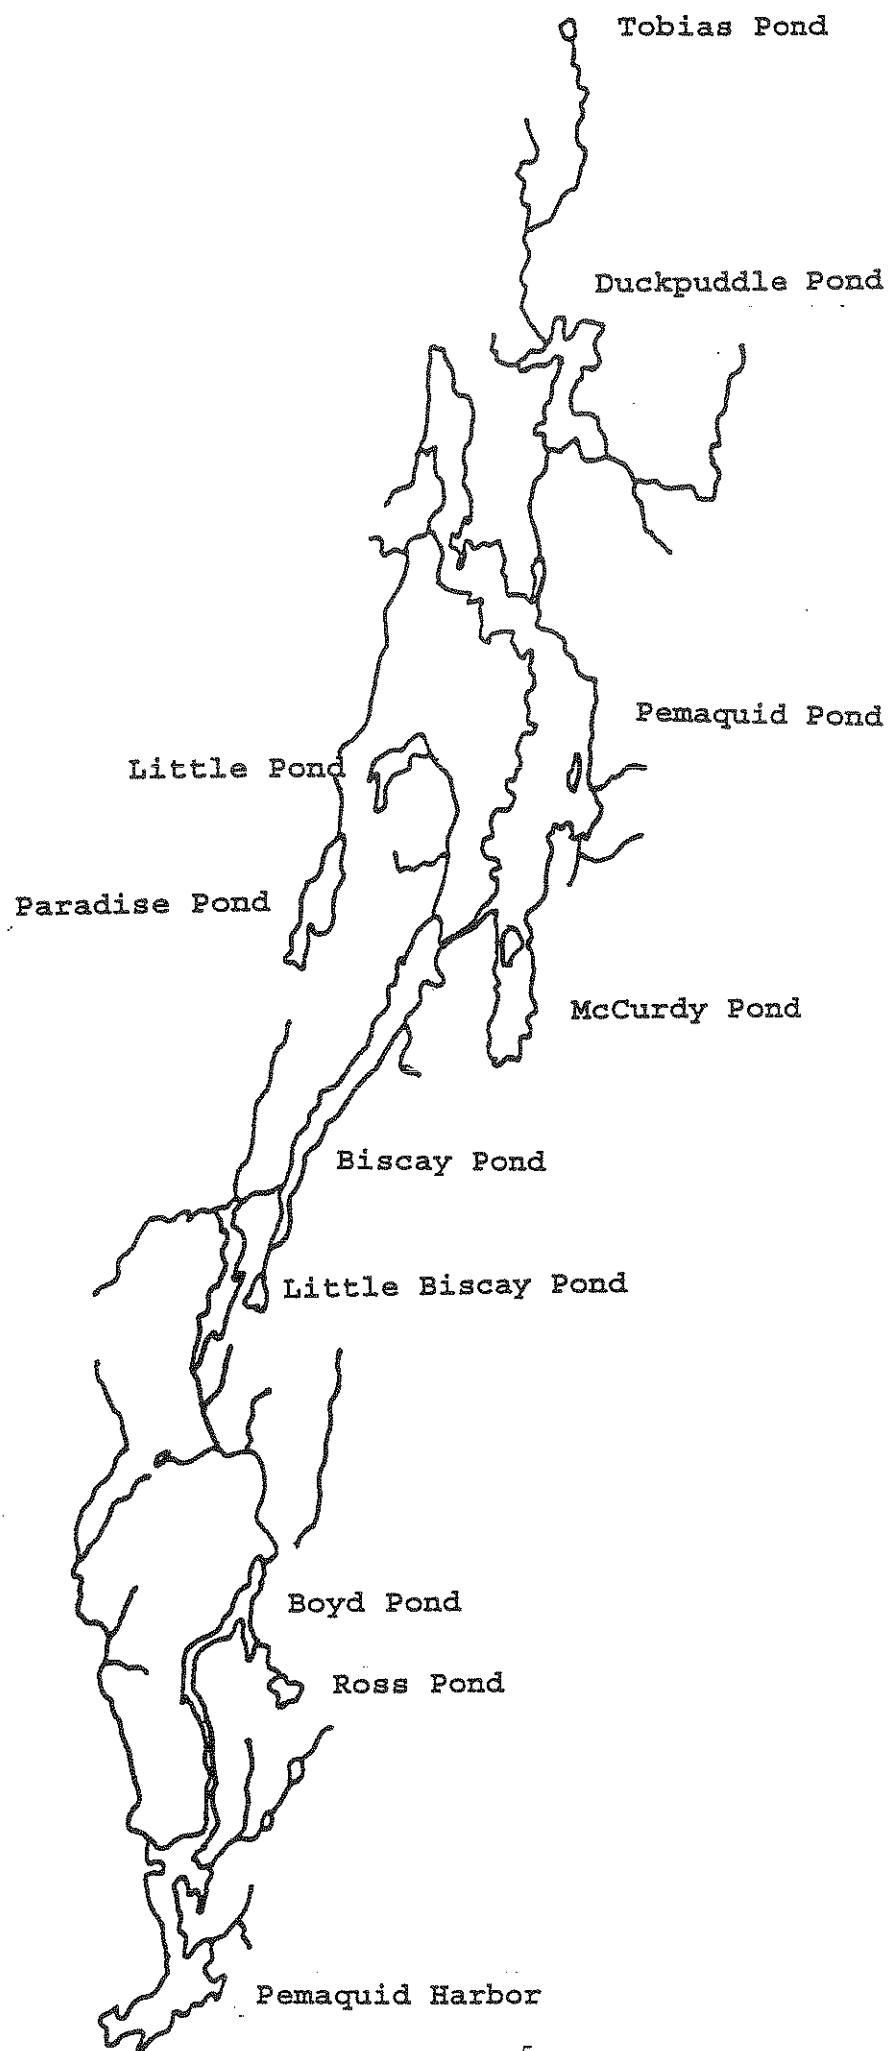 Tobias Pond
Duckpuddle Pond
Pemaquid Pond
Little Pond
Paradise Pond
McCurdy Pond
Biscay Pond
Little Biscay Pond
Boyd Pond
Ross Pond
Pemaquid Harbor